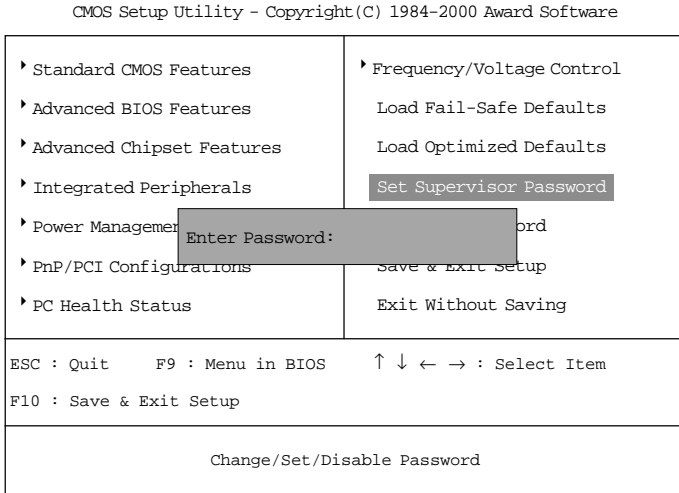 CMOS Setup Utility - Copyright(C) 1984-2000 Award Software
Standard CMOS Features
Advanced BIOS Features
Advanced Chipset Features
Integrated Peripherals
Power
PnP/PCI Configurations
PC Health Status
Frequency/Voltage Control
Load Fail-Safe Defaults
Load Optimized Defaults
Set Supervisor Password
Save & Exit Setup
Exit Without Saving
Enter Password:
ESC : Quit F9 : Menu in BIOS ↑ ↓ ← → : Select Item
F10 : Save & Exit Setup
Change/Set/Disable Password